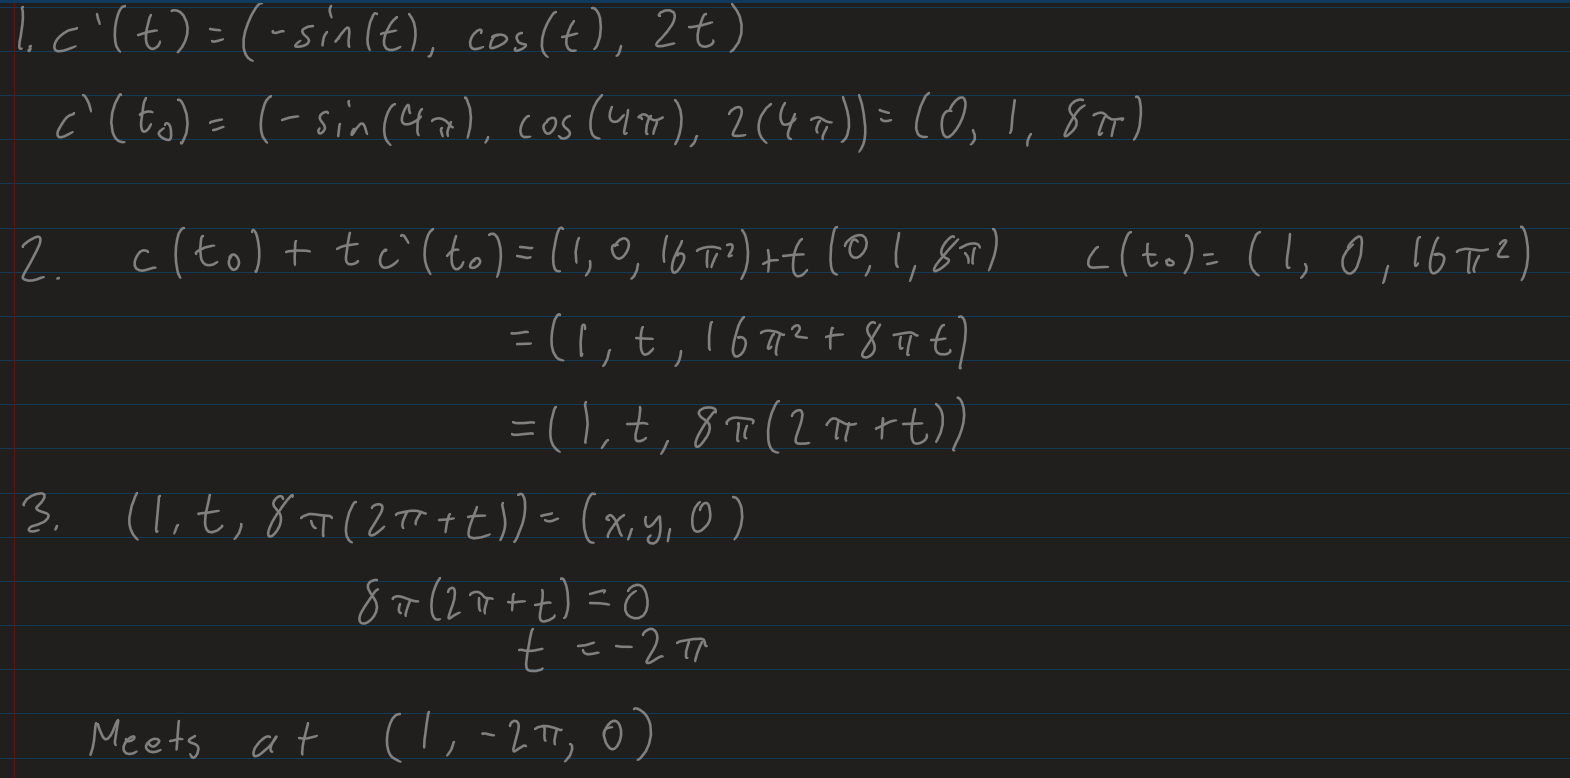 1. c'(t) = (-sin(t), cos(t), 2t)
c'(t₀) = (-sin(4π), cos(4π), 2(4π)) = (0, 1, 8π)
2. c(t₀) + t c'(t₀) = (1, 0, 16π²) + t (0, 1, 8π) c(t₀) = (1, 0, 16π²)
= (1, t, 16π² + 8πt)
= (1, t, 8π(2π + t))
3. (1, t, 8π(2π + t)) = (x, y, 0)
8π(2π + t) = 0
t = -2π
Meets at (1, -2π, 0)